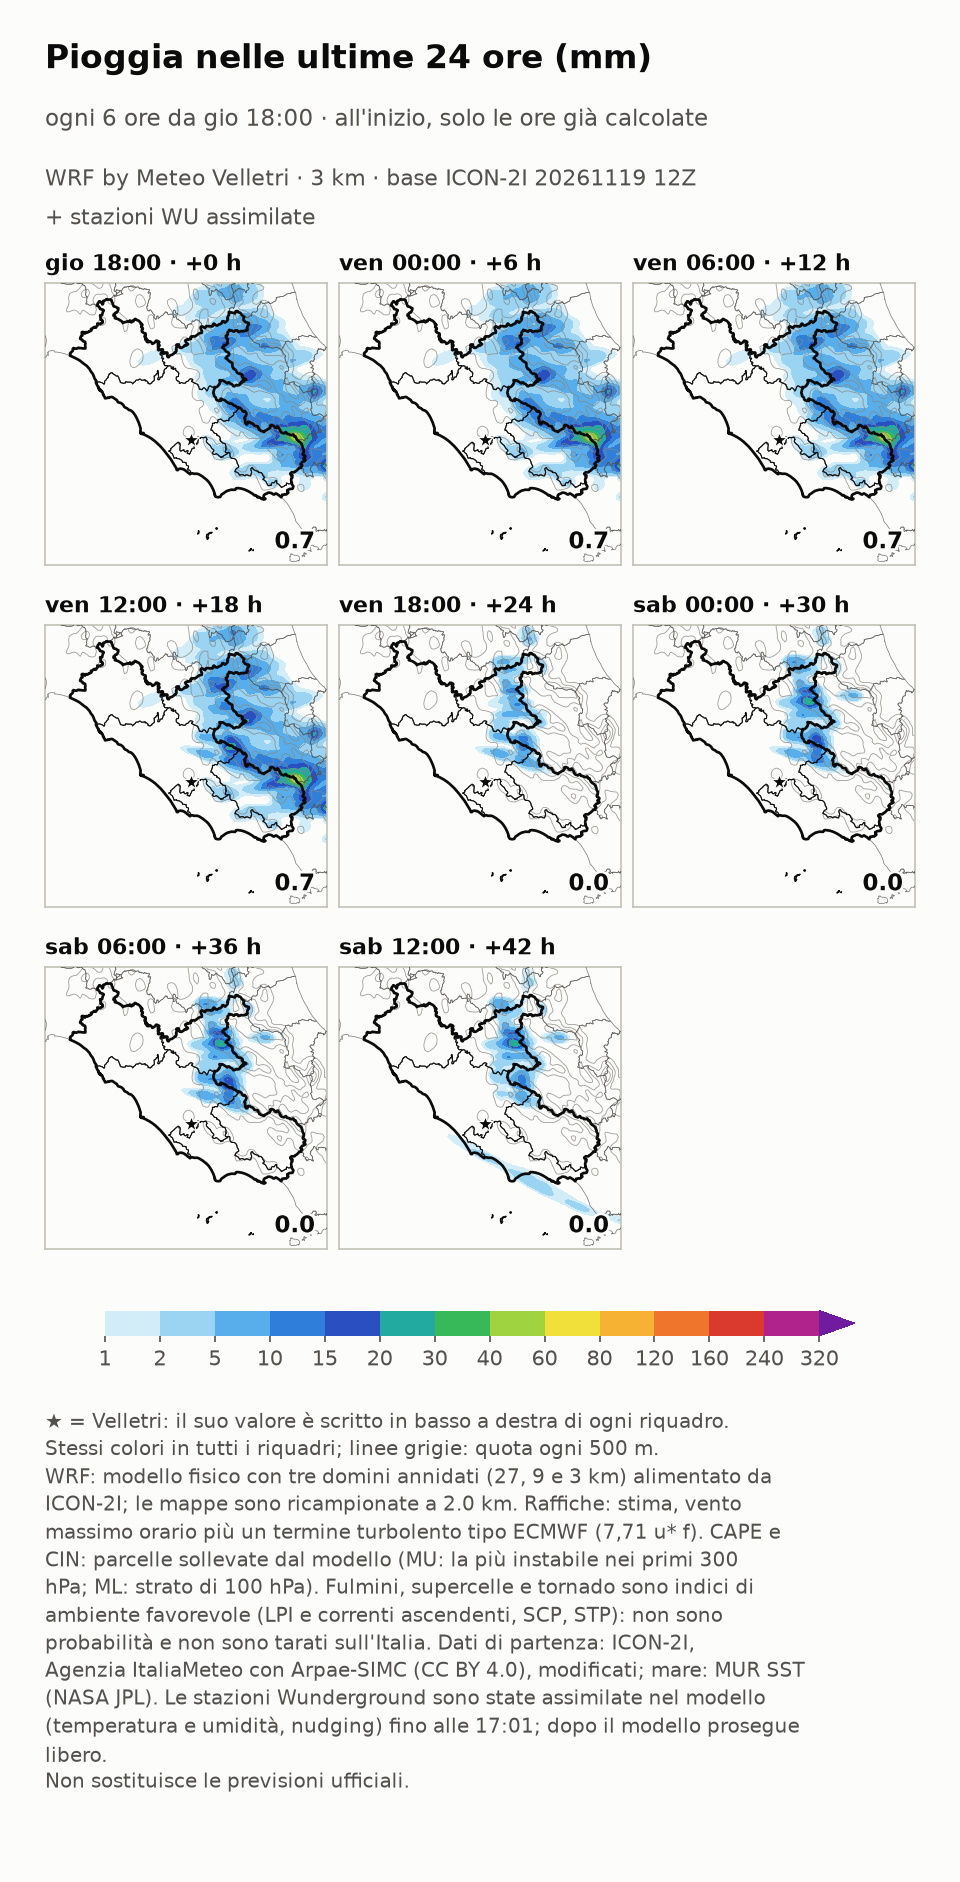 Pioggia nelle ultime 24 ore (mm)
ogni 6 ore da gio 18:00 · all'inizio, solo le ore già calcolate
WRF by Meteo Velletri · 3 km · base ICON-2I 20261119 12Z
+ stazioni WU assimilate
gio 18:00 · +0 h
ven 00:00 · +6 h
ven 06:00 · +12 h
0.7
0.7
0.7
ven 12:00 · +18 h
ven 18:00 · +24 h
sab 00:00 · +30 h
0.7
0.0
0.0
sab 06:00 · +36 h
sab 12:00 · +42 h
0.0
0.0
1 2 5 10 15 20 30 40 60 80 120 160 240 320
★ = Velletri: il suo valore è scritto in basso a destra di ogni riquadro.
Stessi colori in tutti i riquadri; linee grigie: quota ogni 500 m.
WRF: modello fisico con tre domini annidati (27, 9 e 3 km) alimentato da
ICON-2I; le mappe sono ricampionate a 2.0 km. Raffiche: stima, vento
massimo orario più un termine turbolento tipo ECMWF (7,71 u* f). CAPE e
CIN: parcelle sollevate dal modello (MU: la più instabile nei primi 300
hPa; ML: strato di 100 hPa). Fulmini, supercelle e tornado sono indici di
ambiente favorevole (LPI e correnti ascendenti, SCP, STP): non sono
probabilità e non sono tarati sull'Italia. Dati di partenza: ICON-2I,
Agenzia ItaliaMeteo con Arpae-SIMC (CC BY 4.0), modificati; mare: MUR SST
(NASA JPL). Le stazioni Wunderground sono state assimilate nel modello
(temperatura e umidità, nudging) fino alle 17:01; dopo il modello prosegue
libero.
Non sostituisce le previsioni ufficiali.